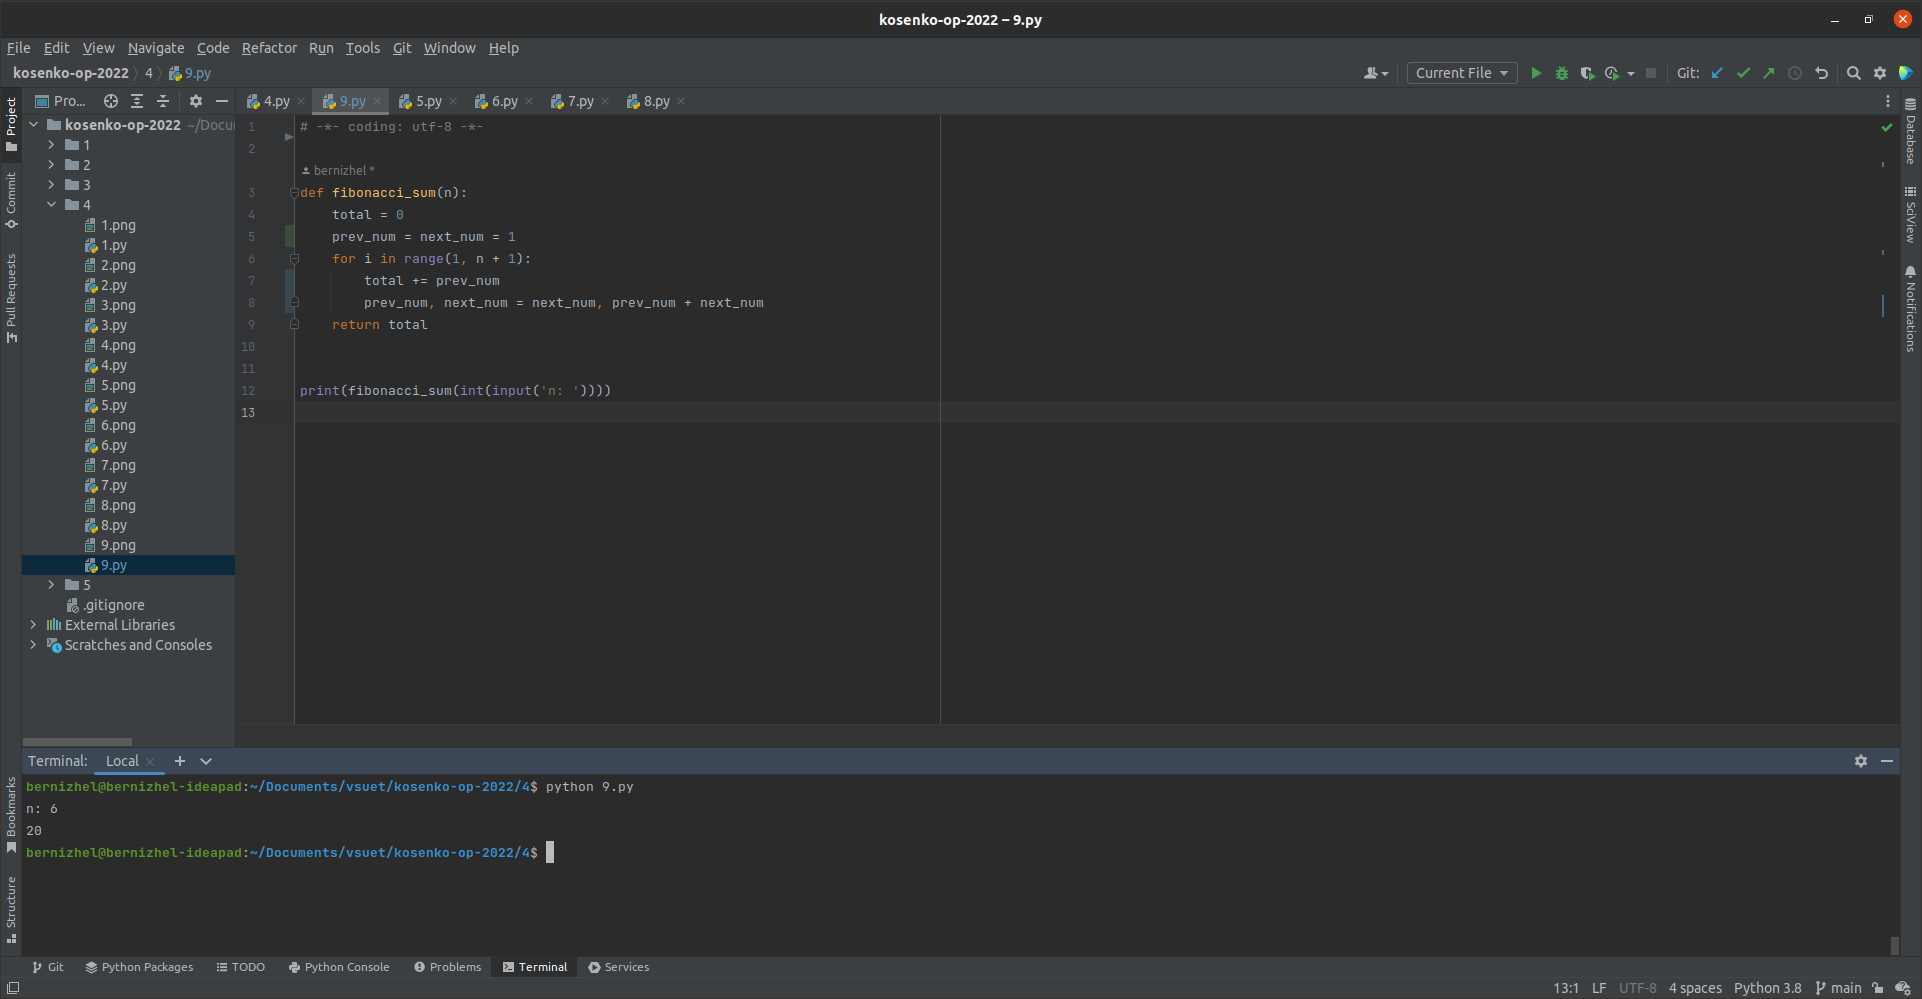 kosenko-op-2022 – 9.py
File Edit View Navigate Code Refactor Run Tools Git Window Help
kosenko-op-2022 4 9.py
Current File Git:
Pro...
4.py 9.py 5.py 6.py 7.py 8.py
kosenko-op-2022 ~/Docu
1
2
3
4
1.png
1.py
2.png
2.py
3.png
3.py
4.png
4.py
5.png
5.py
6.png
6.py
7.png
7.py
8.png
8.py
9.png
9.py
5
.gitignore
External Libraries
Scratches and Consoles
Project
Commit
Pull Requests
Bookmarks
Structure
1 # -*- coding: utf-8 -*-
2
bernizhel *
3 def fibonacci_sum(n):
4 total = 0
5 prev_num = next_num = 1
6 for i in range(1, n + 1):
7 total += prev_num
8 prev_num, next_num = next_num, prev_num + next_num
9 return total
10
11
12 print(fibonacci_sum(int(input('n: '))))
13
Database
SciView
Notifications
Terminal: Local
bernizhel@bernizhel-ideapad:~/Documents/vsuet/kosenko-op-2022/4$ python 9.py
n: 6
20
bernizhel@bernizhel-ideapad:~/Documents/vsuet/kosenko-op-2022/4$
Git Python Packages TODO Python Console Problems Terminal Services
13:1 LF UTF-8 4 spaces Python 3.8 main